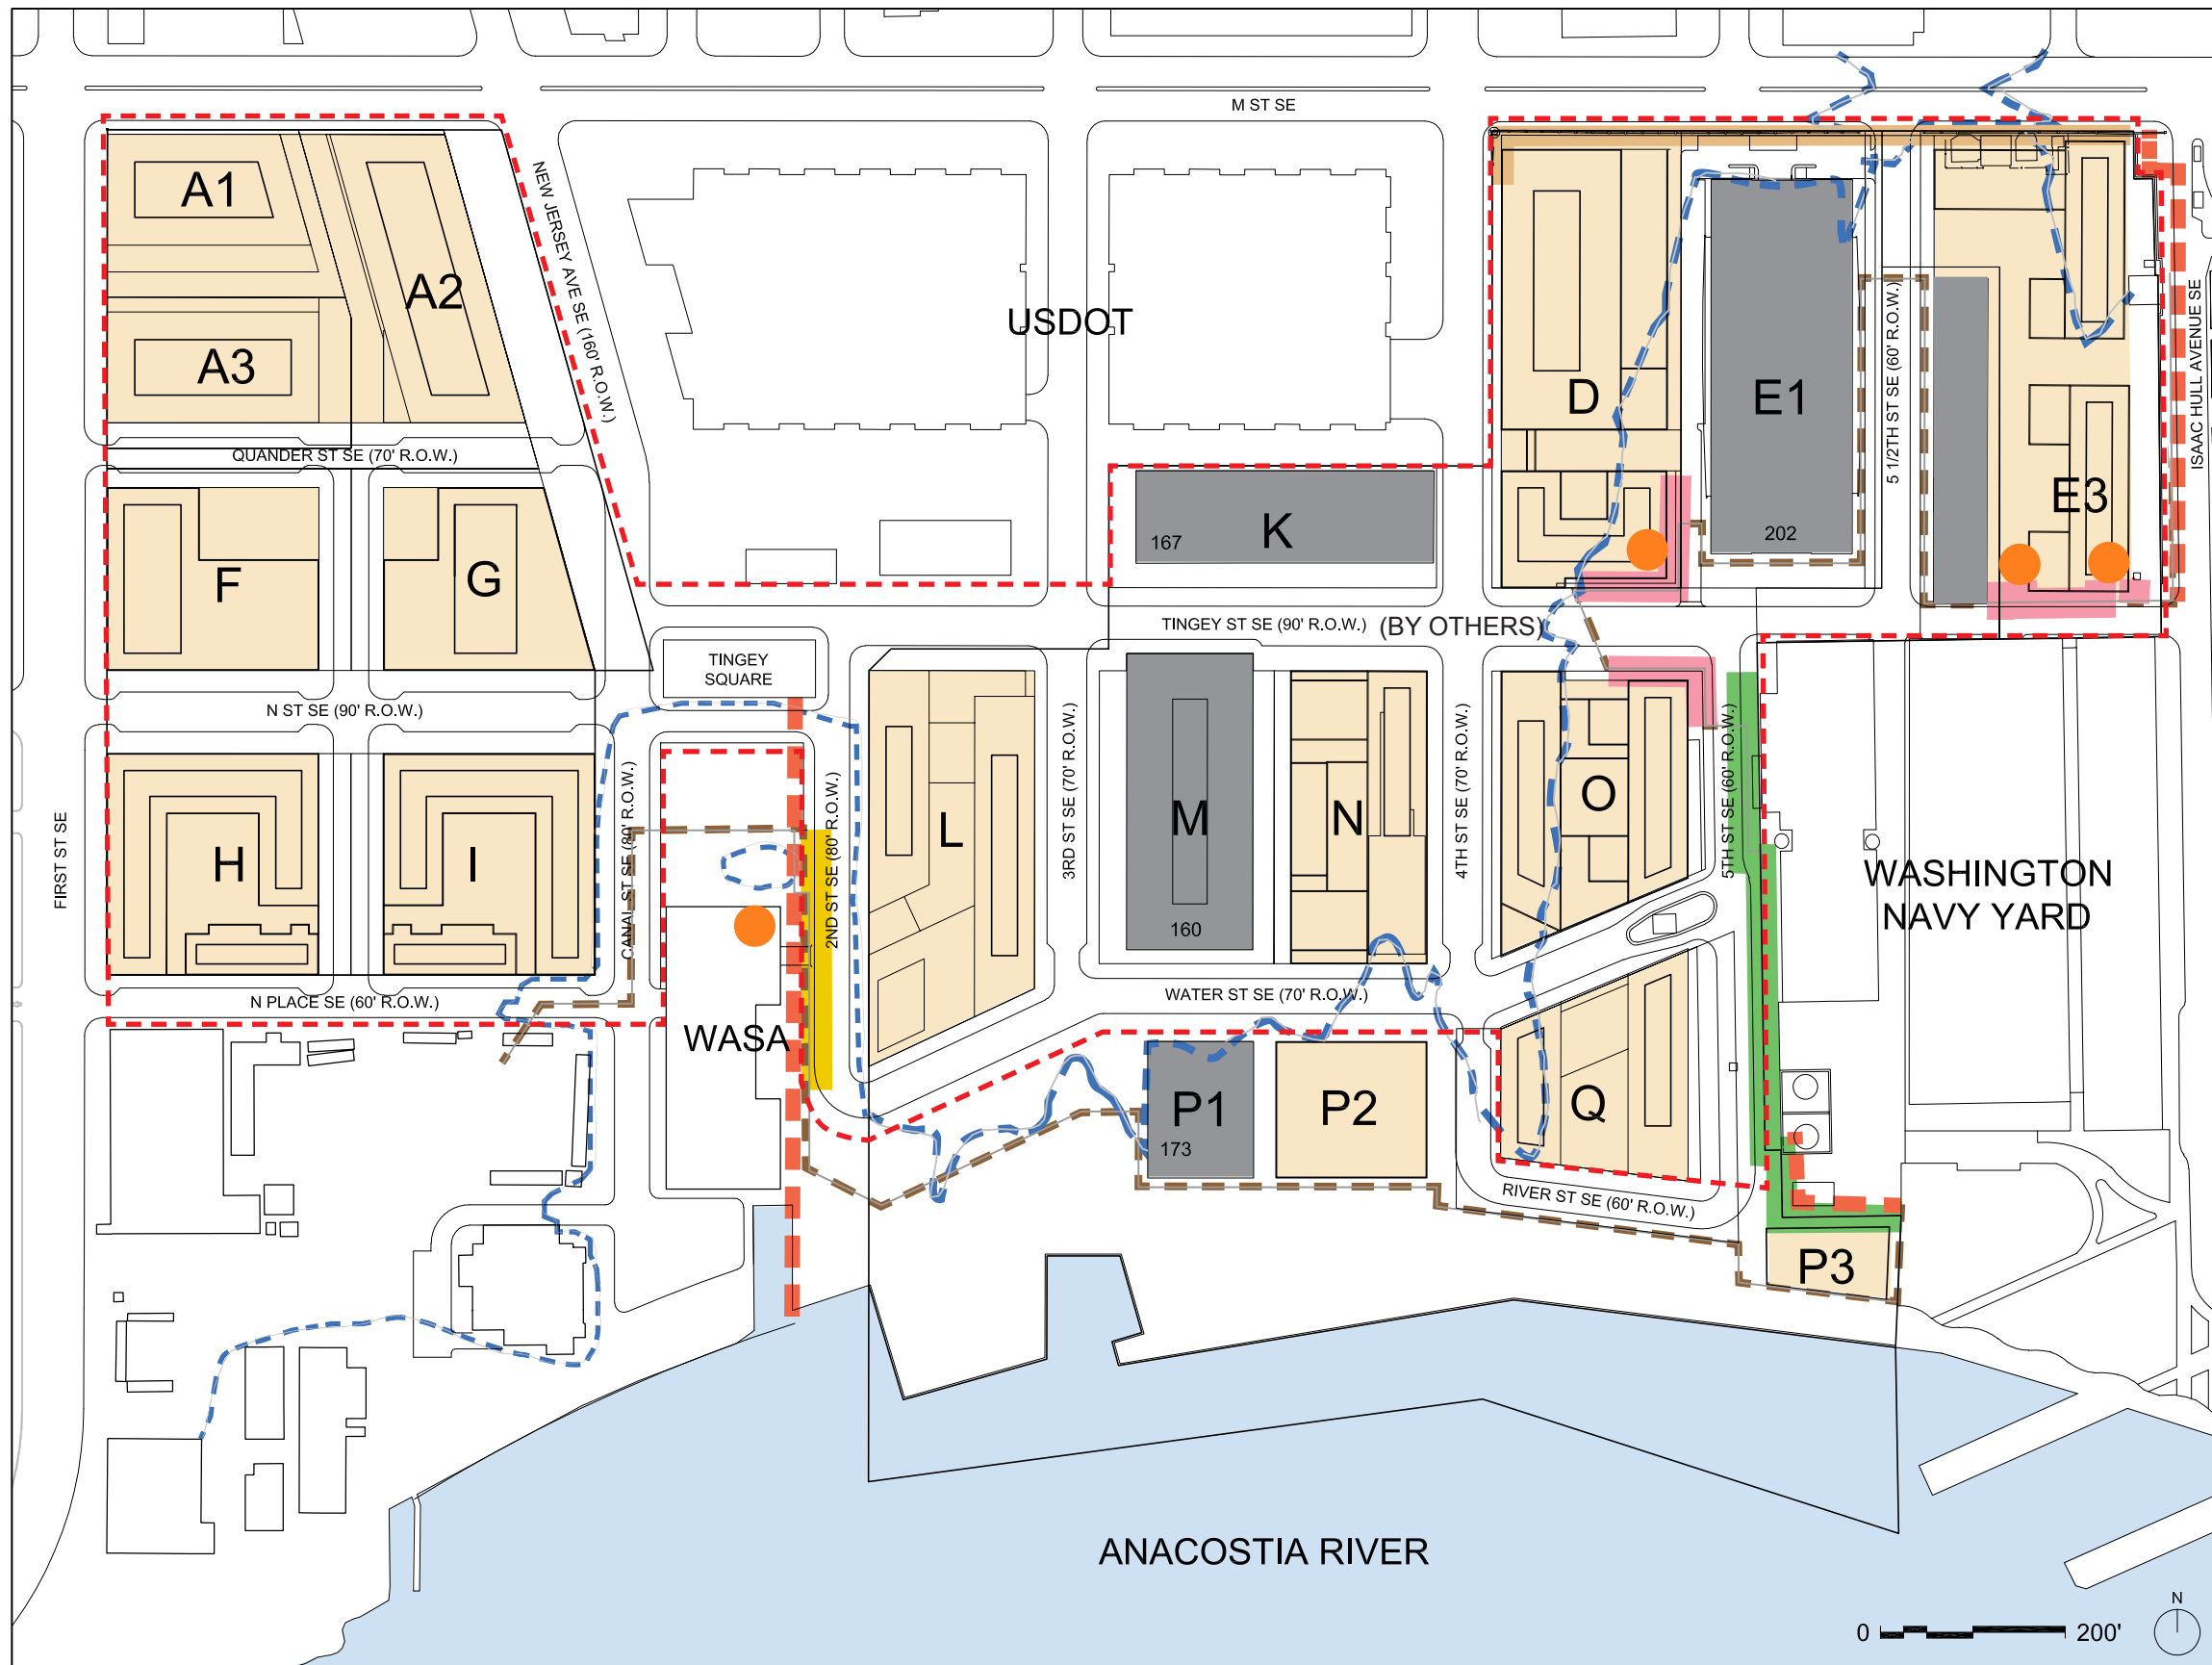 M ST SE
A1
A2
A3
NEW JERSEY AVE SE (160' R.O.W.)
USDOT
D
E1
202
5 1/2TH ST SE (60' R.O.W.)
E3
ISAAC HULL AVENUE SE
QUANDER ST SE (70' R.O.W.)
F
G
167
K
TINGEY ST SE (90' R.O.W.)
(BY OTHERS)
TINGEY
SQUARE
N ST SE (90' R.O.W.)
FIRST ST SE
H
I
CANAL ST SE (80' R.O.W.)
2ND ST SE (80' R.O.W.)
L
3RD ST SE (70' R.O.W.)
M
160
N
4TH ST SE (70' R.O.W.)
O
5TH ST SE (60' R.O.W.)
WASHINGTON
NAVY YARD
N PLACE SE (60' R.O.W.)
WASA
WATER ST SE (70' R.O.W.)
P1
173
P2
Q
RIVER ST SE (60' R.O.W.)
P3
ANACOSTIA RIVER
0
200'
N